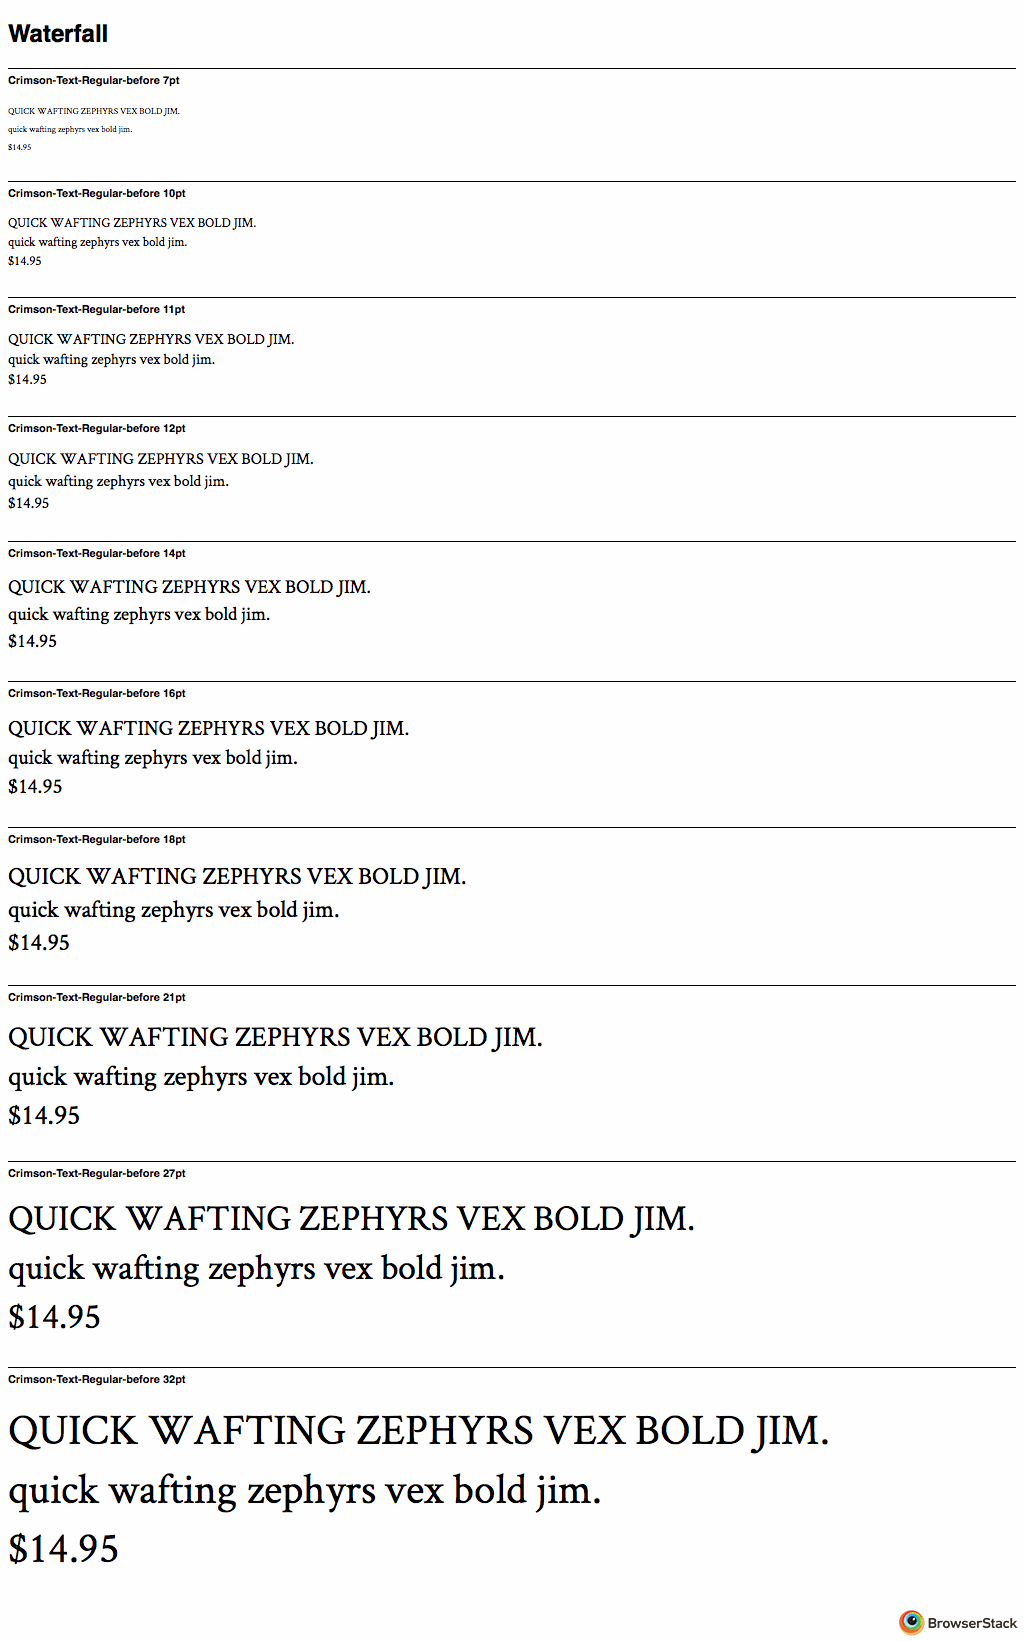 Waterfall
Crimson-Text-Regular-before 7pt
QUICK WAFTING ZEPHYRS VEX BOLD JIM.
quick wafting zephyrs vex bold jim.
$14.95
Crimson-Text-Regular-before 10pt
QUICK WAFTING ZEPHYRS VEX BOLD JIM.
quick wafting zephyrs vex bold jim.
$14.95
Crimson-Text-Regular-before 11pt
QUICK WAFTING ZEPHYRS VEX BOLD JIM.
quick wafting zephyrs vex bold jim.
$14.95
Crimson-Text-Regular-before 12pt
QUICK WAFTING ZEPHYRS VEX BOLD JIM.
quick wafting zephyrs vex bold jim.
$14.95
Crimson-Text-Regular-before 14pt
QUICK WAFTING ZEPHYRS VEX BOLD JIM.
quick wafting zephyrs vex bold jim.
$14.95
Crimson-Text-Regular-before 16pt
QUICK WAFTING ZEPHYRS VEX BOLD JIM.
quick wafting zephyrs vex bold jim.
$14.95
Crimson-Text-Regular-before 18pt
QUICK WAFTING ZEPHYRS VEX BOLD JIM.
quick wafting zephyrs vex bold jim.
$14.95
Crimson-Text-Regular-before 21pt
QUICK WAFTING ZEPHYRS VEX BOLD JIM.
quick wafting zephyrs vex bold jim.
$14.95
Crimson-Text-Regular-before 27pt
QUICK WAFTING ZEPHYRS VEX BOLD JIM.
quick wafting zephyrs vex bold jim.
$14.95
Crimson-Text-Regular-before 32pt
QUICK WAFTING ZEPHYRS VEX BOLD JIM.
quick wafting zephyrs vex bold jim.
$14.95
BrowserStack